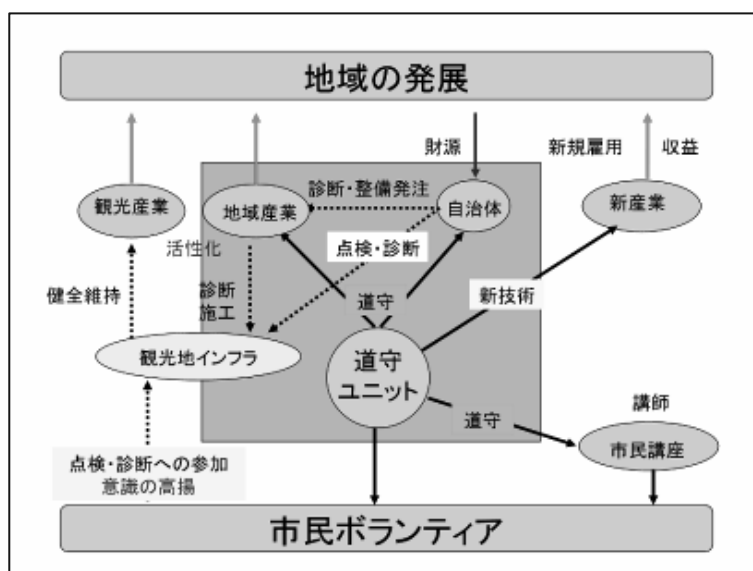 地域の発展
財源
新規雇用
収益
診断・整備発注
観光産業
地域産業
自治体
新産業
活性化
点検・診断
健全維持
診断
施工
道守
新技術
観光地インフラ
道守
ユニット
道守
講師
市民講座
点検・診断への参加
意識の高揚
市民ボランティア